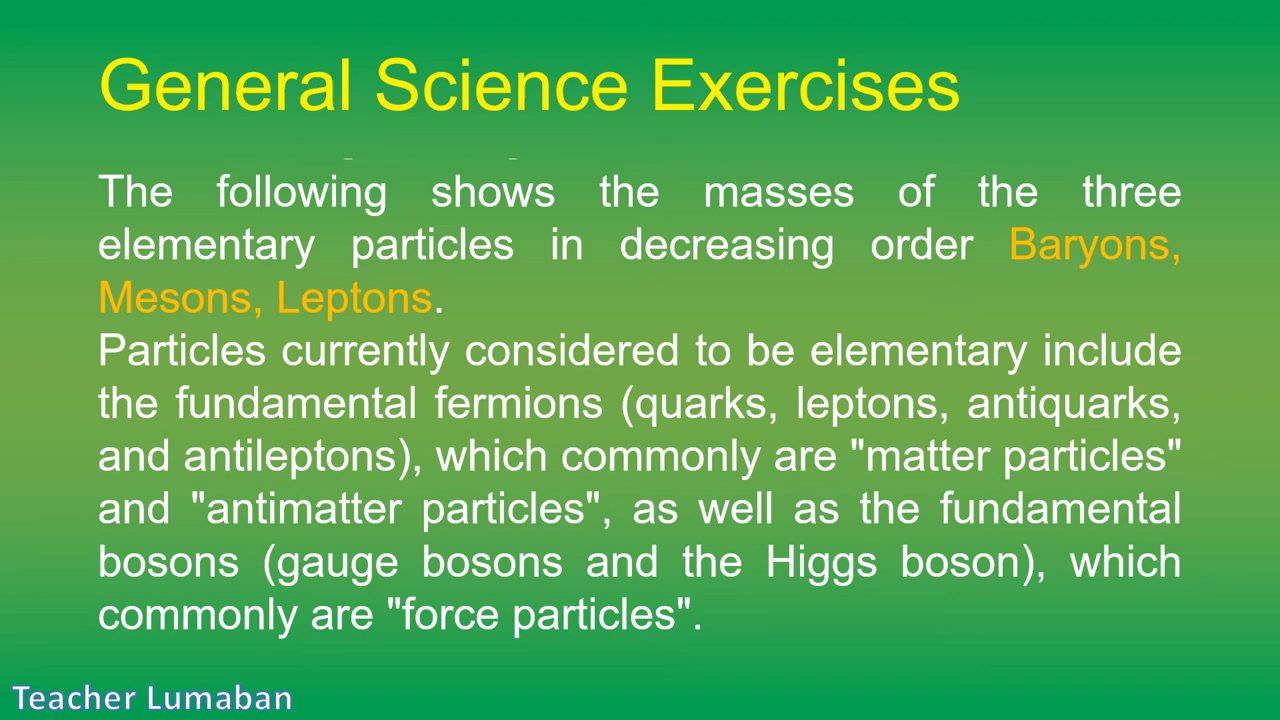 General Science Exercises
The following shows the masses of the three
elementary particles in decreasing order Baryons,
Mesons, Leptons.
Particles currently considered to be elementary include
the fundamental fermions (quarks, leptons, antiquarks,
and antileptons), which commonly are "matter particles"
and "antimatter particles", as well as the fundamental
bosons (gauge bosons and the Higgs boson), which
commonly are "force particles".
Teacher Lumaban